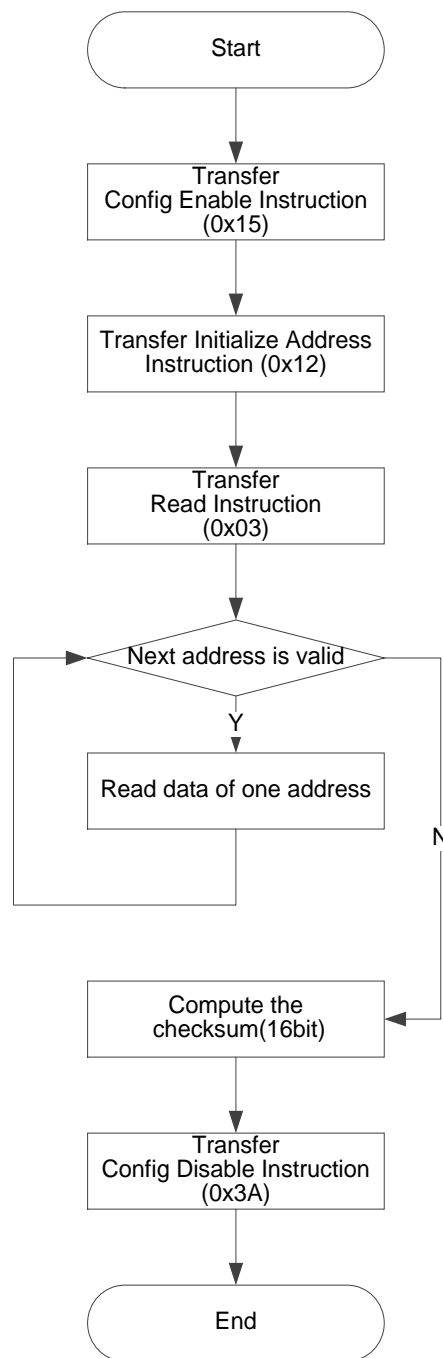 Start
Transfer
Config Enable Instruction
(0x15)
Transfer Initialize Address
Instruction (0x12)
Transfer
Read Instruction
(0x03)
Next address is valid
Y
Read data of one address
N
Compute the
checksum(16bit)
Transfer
Config Disable Instruction
(0x3A)
End